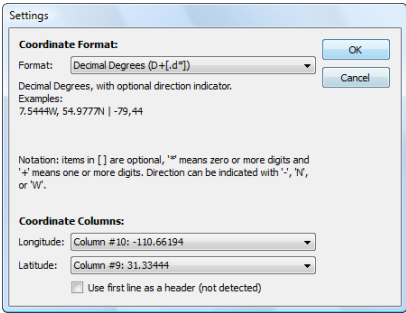 Settings
Coordinate Format:
OK
Format: Decimal Degrees (D+[.d*])
Cancel
Decimal Degrees, with optional direction indicator.
Examples:
7.5444W, 54.9777N | -79,44
Notation: items in [ ] are optional, '*' means zero or more digits and
'+' means one or more digits. Direction can be indicated with '-', 'N',
or 'W'.
Coordinate Columns:
Longitude: Column #10: -110.66194
Latitude: Column #9: 31.33444
Use first line as a header (not detected)